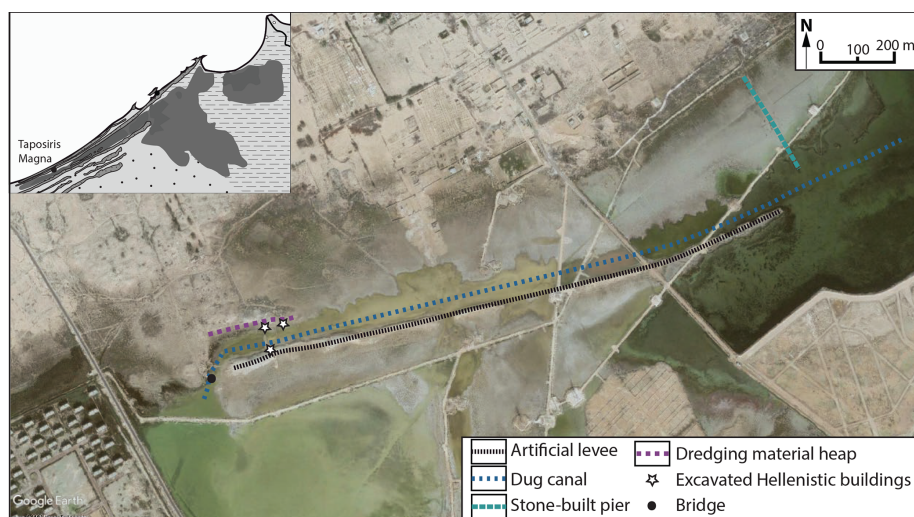 N
0 100 200 m
Taposiris
Magna
Artificial levee
Dug canal
Stone-built pier
Dredging material heap
Excavated Hellenistic buildings
Bridge
Google Earth